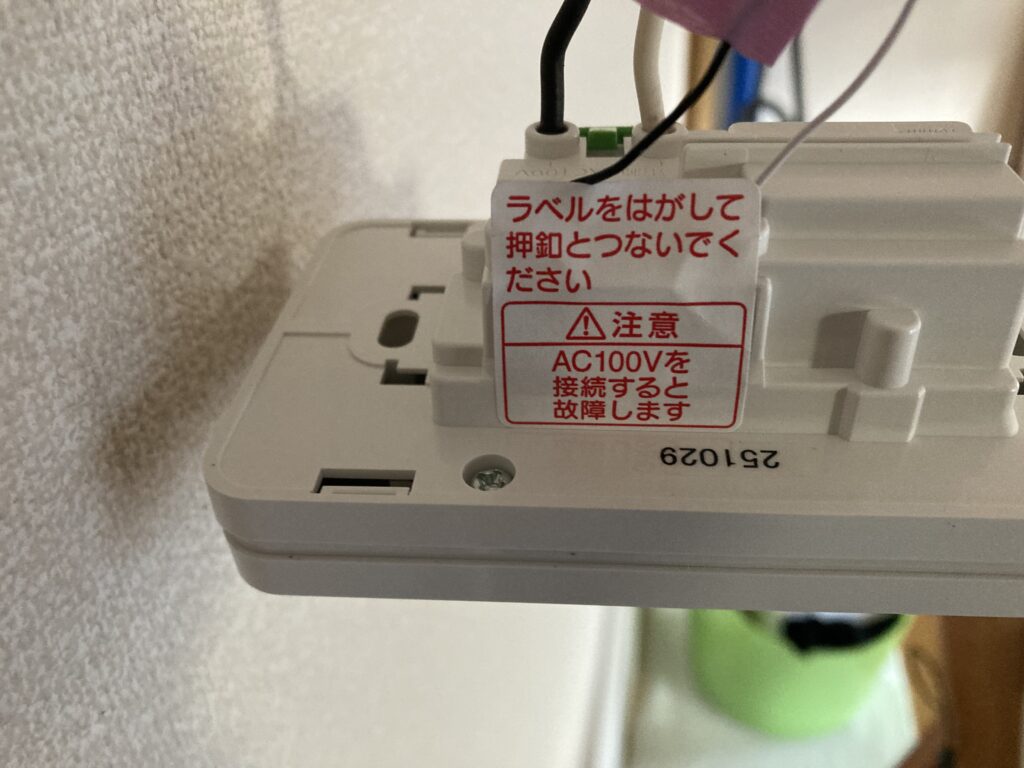 ラベルをはがして
押釦とつないでく
ださい
注意
AC100Vを
接続すると
故障します
251029